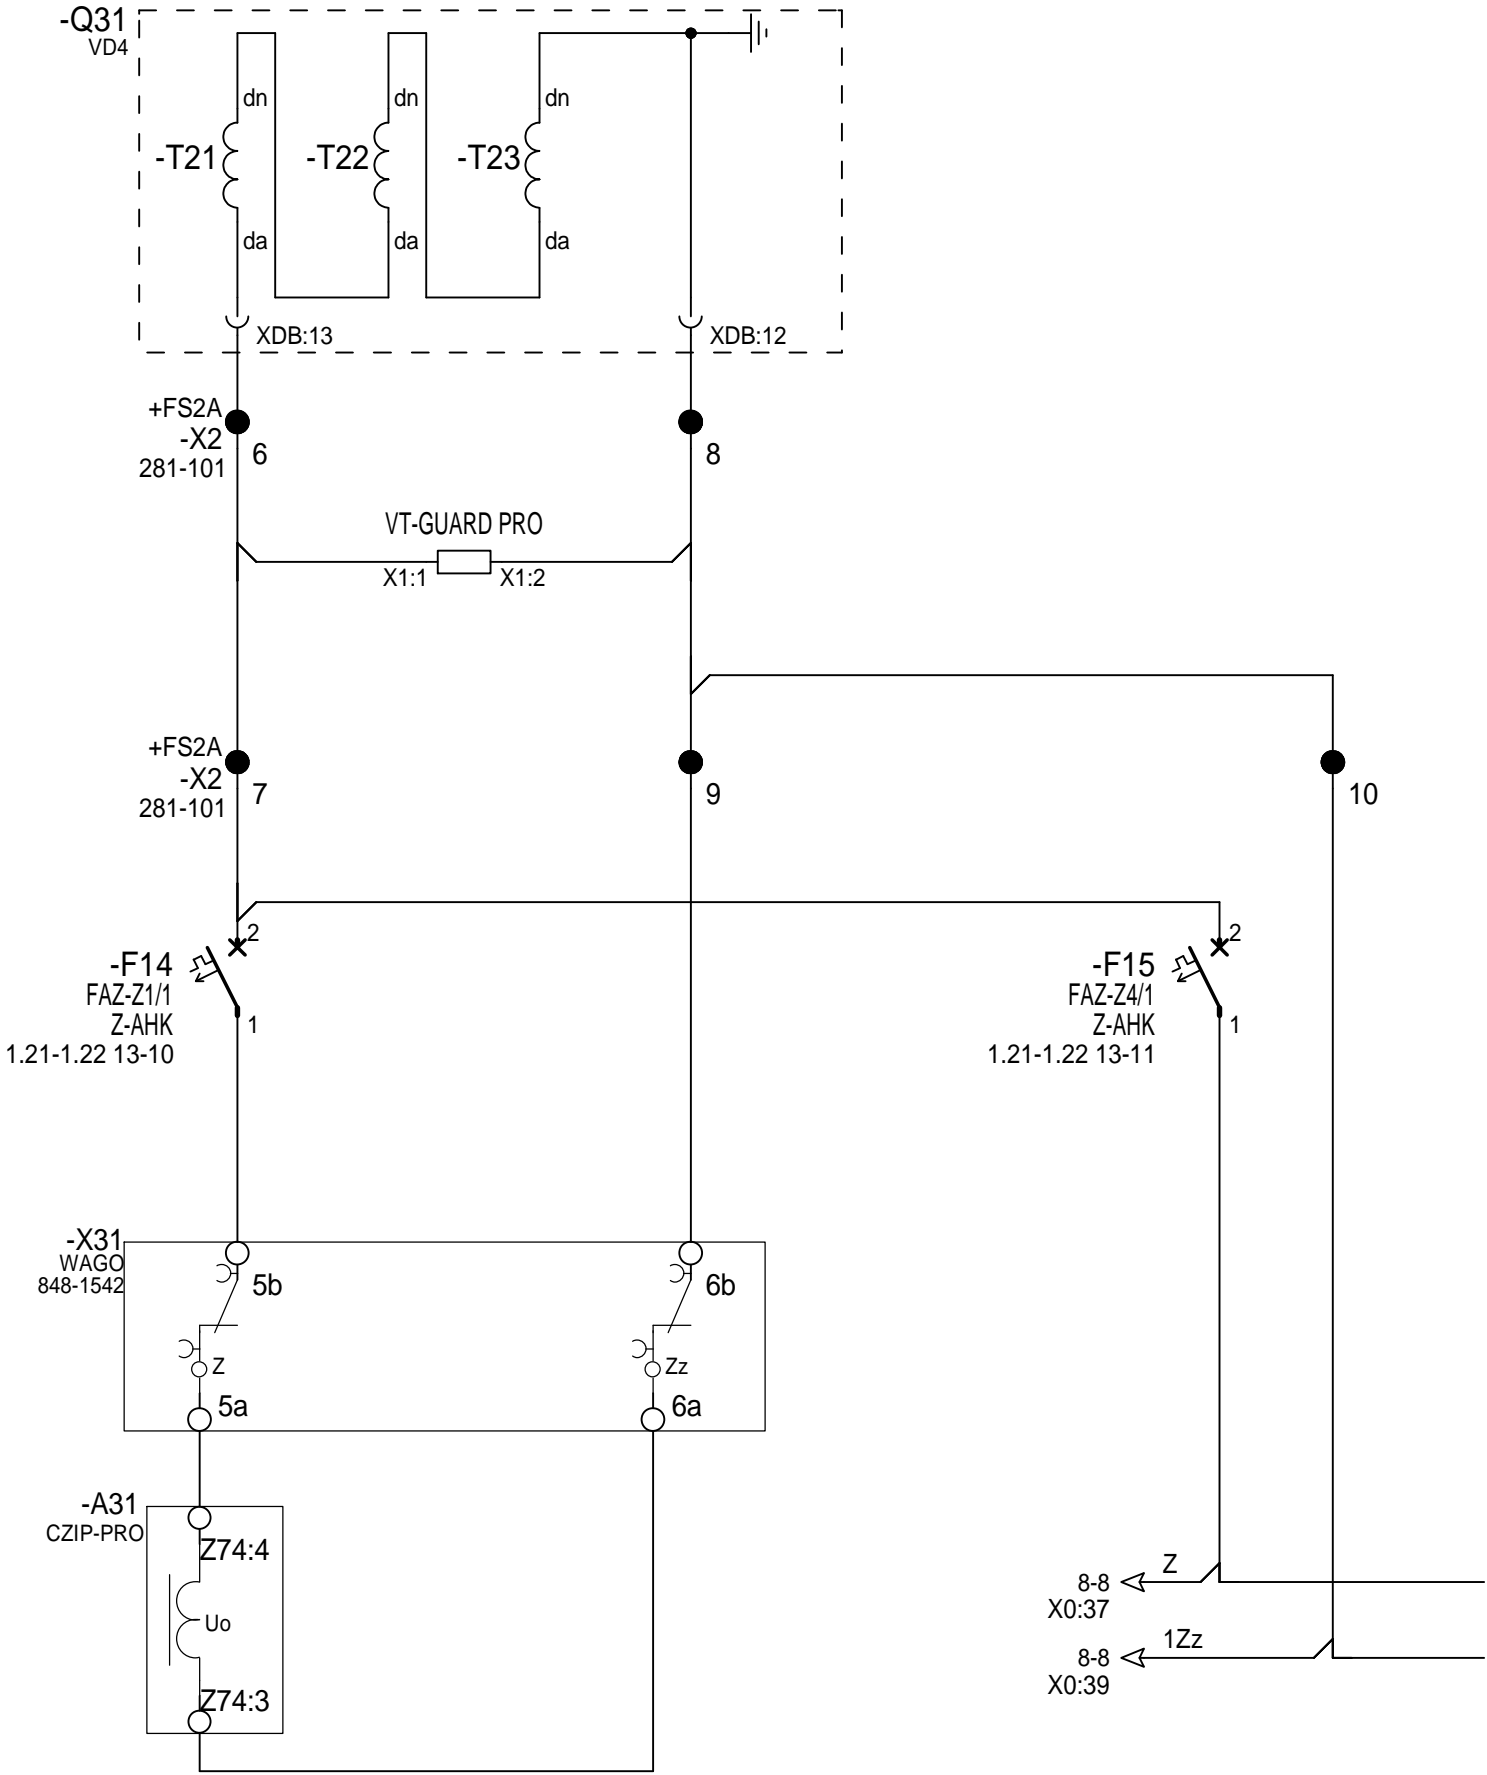 -Q31
VD4
dn
dn
dn
-T21
-T22
-T23
da
da
da
XDB:13
XDB:12
+FS2A
-X2
281-101
6
8
VT-GUARD PRO
X1:1
X1:2
+FS2A
-X2
281-101
7
9
10
2
-F14
FAZ-Z1/1
Z-AHK
1.21-1.22 13-10
1
2
-F15
FAZ-Z4/1
Z-AHK
1.21-1.22 13-11
1
-X31
WAGO
848-1542
5b
6b
Z
Zz
5a
6a
-A31
CZIP-PRO
Z74:4
Uo
Z74:3
Z
8-8
X0:37
1Zz
8-8
X0:39